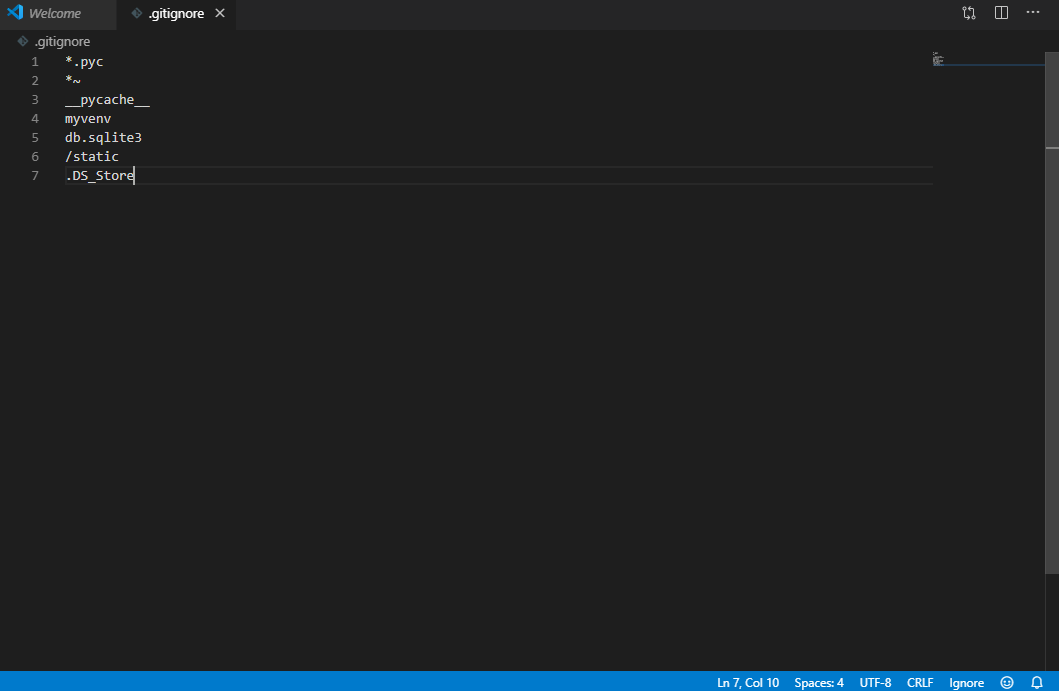 Welcome .gitignore
.gitignore
1 *.pyc
2 *~
3 __pycache__
4 myvenv
5 db.sqlite3
6 /static
7 .DS_Store
Ln 7, Col 10 Spaces: 4 UTF-8 CRLF Ignore